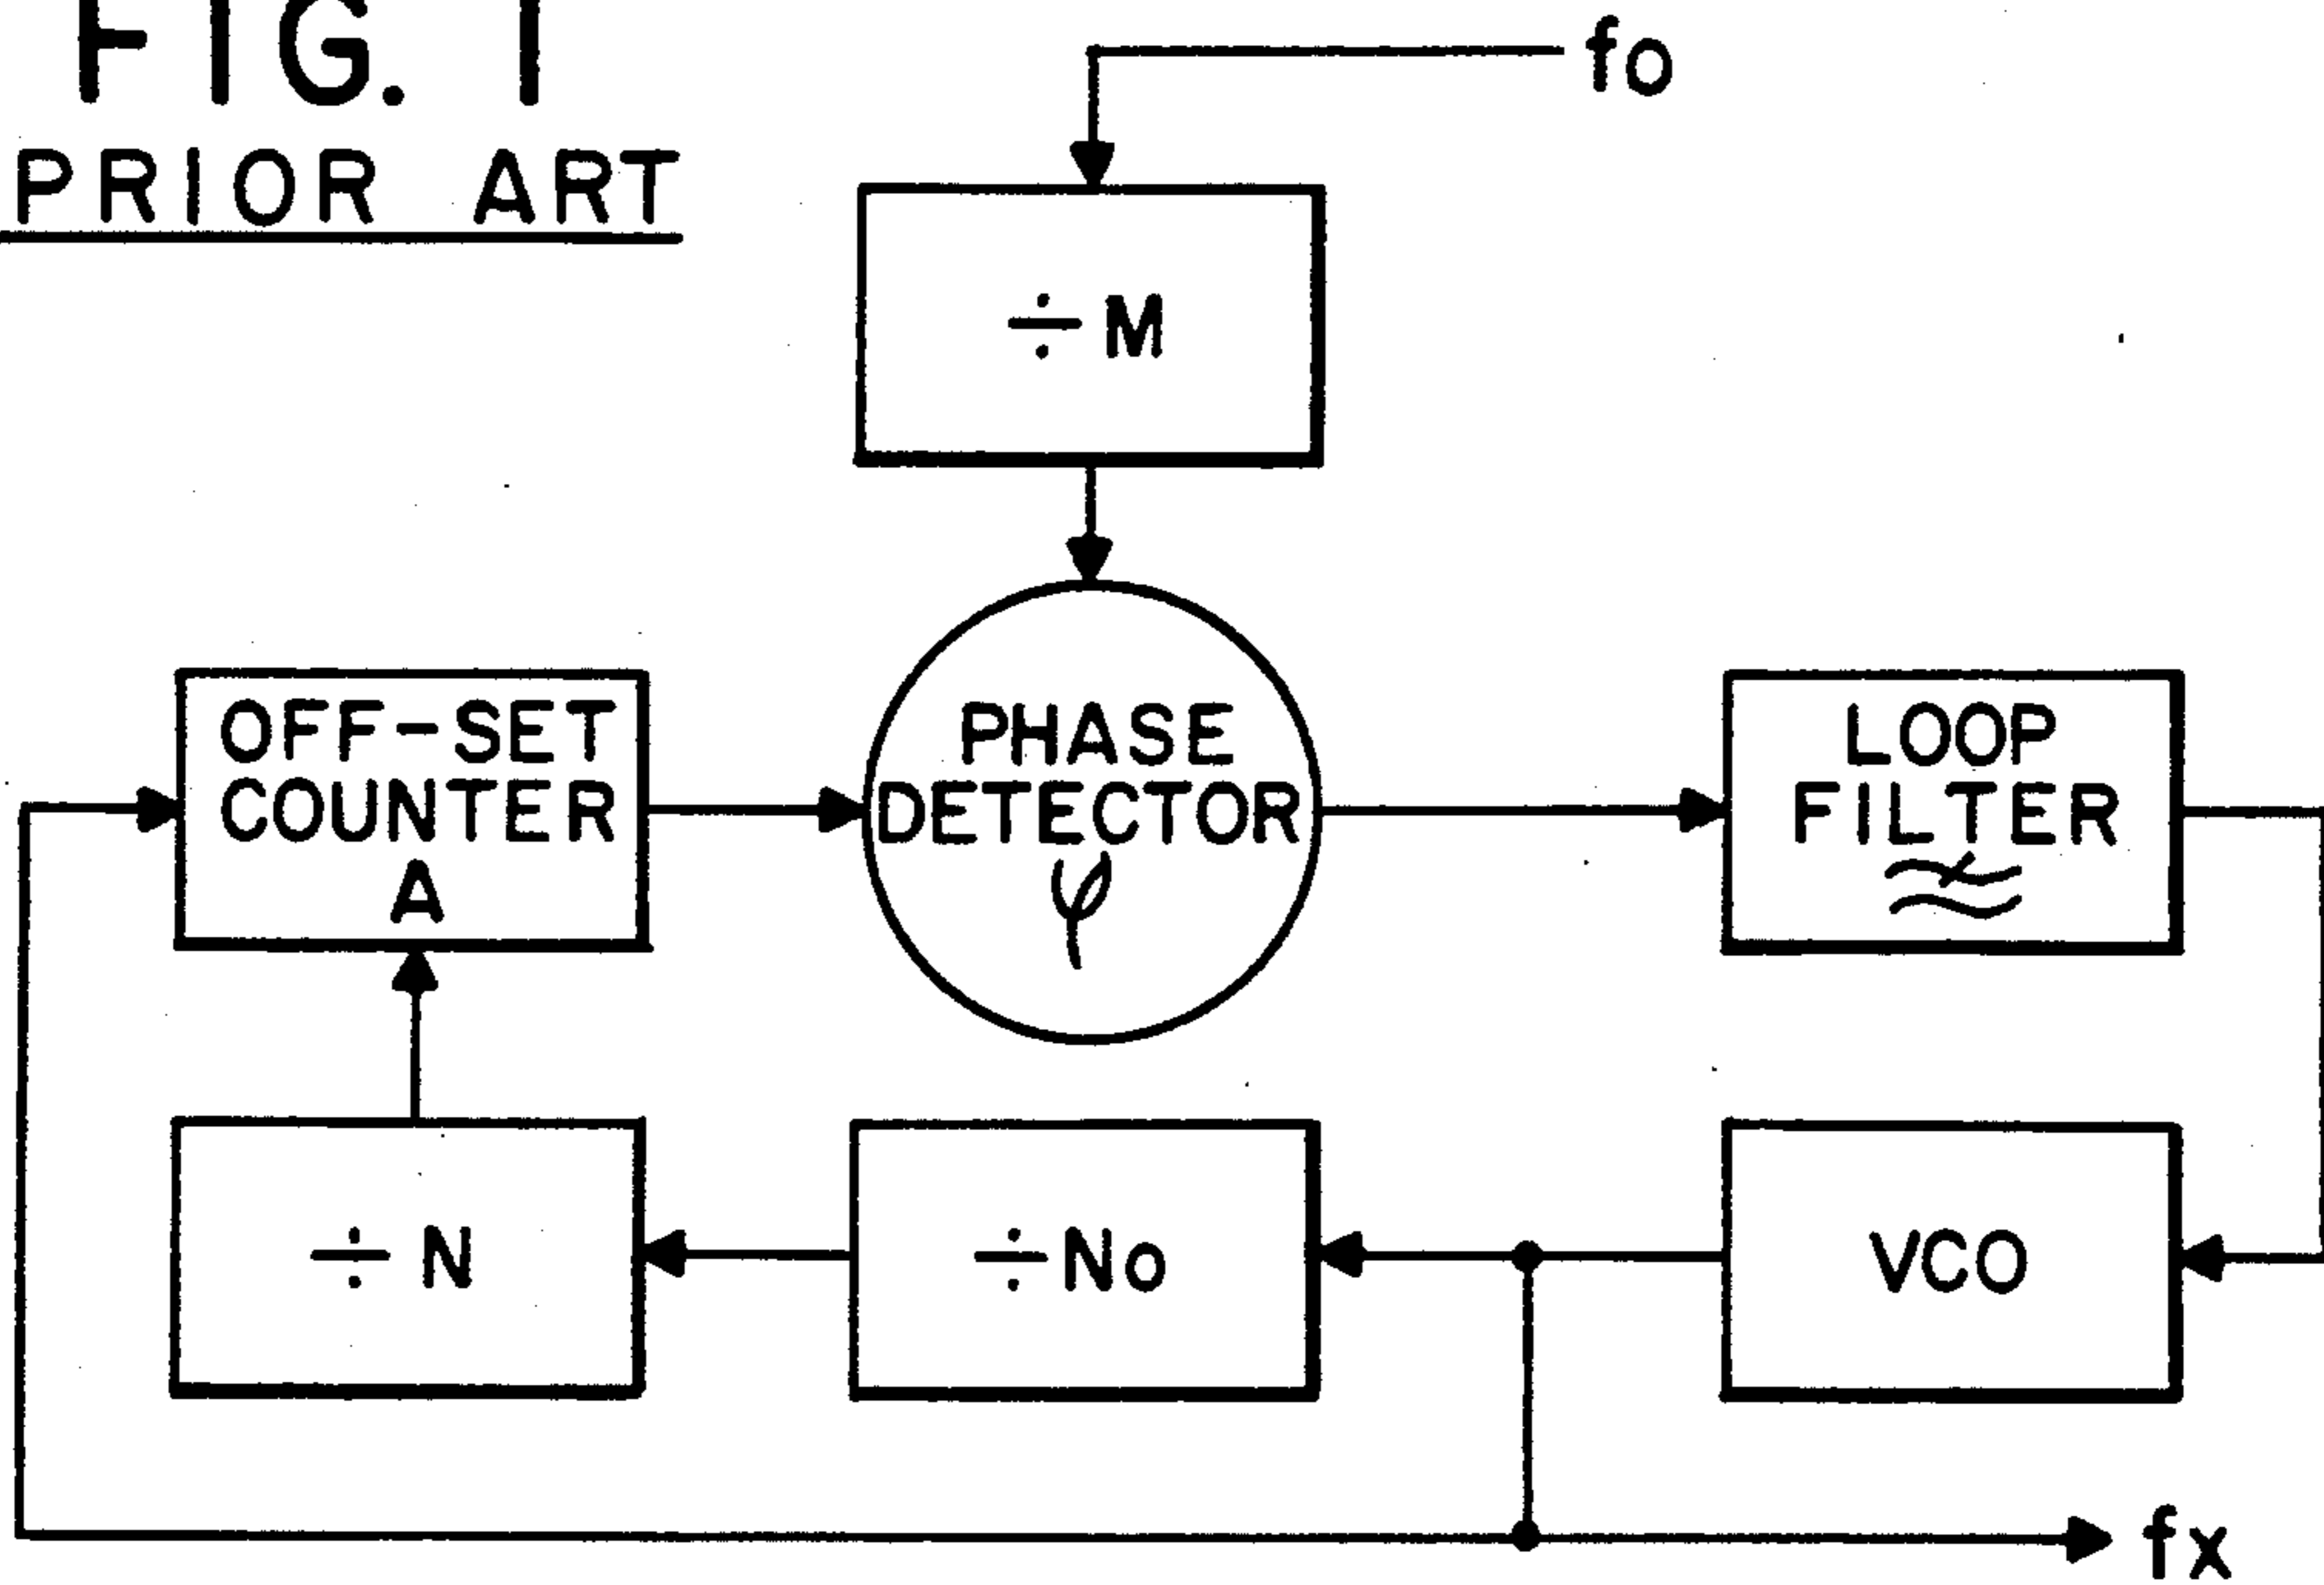 FIG. 1
PRIOR ART
fo
÷ M
OFF-SET
COUNTER
A
PHASE
DETECTOR
φ
LOOP
FILTER
÷ N
÷ No
VCO
fx